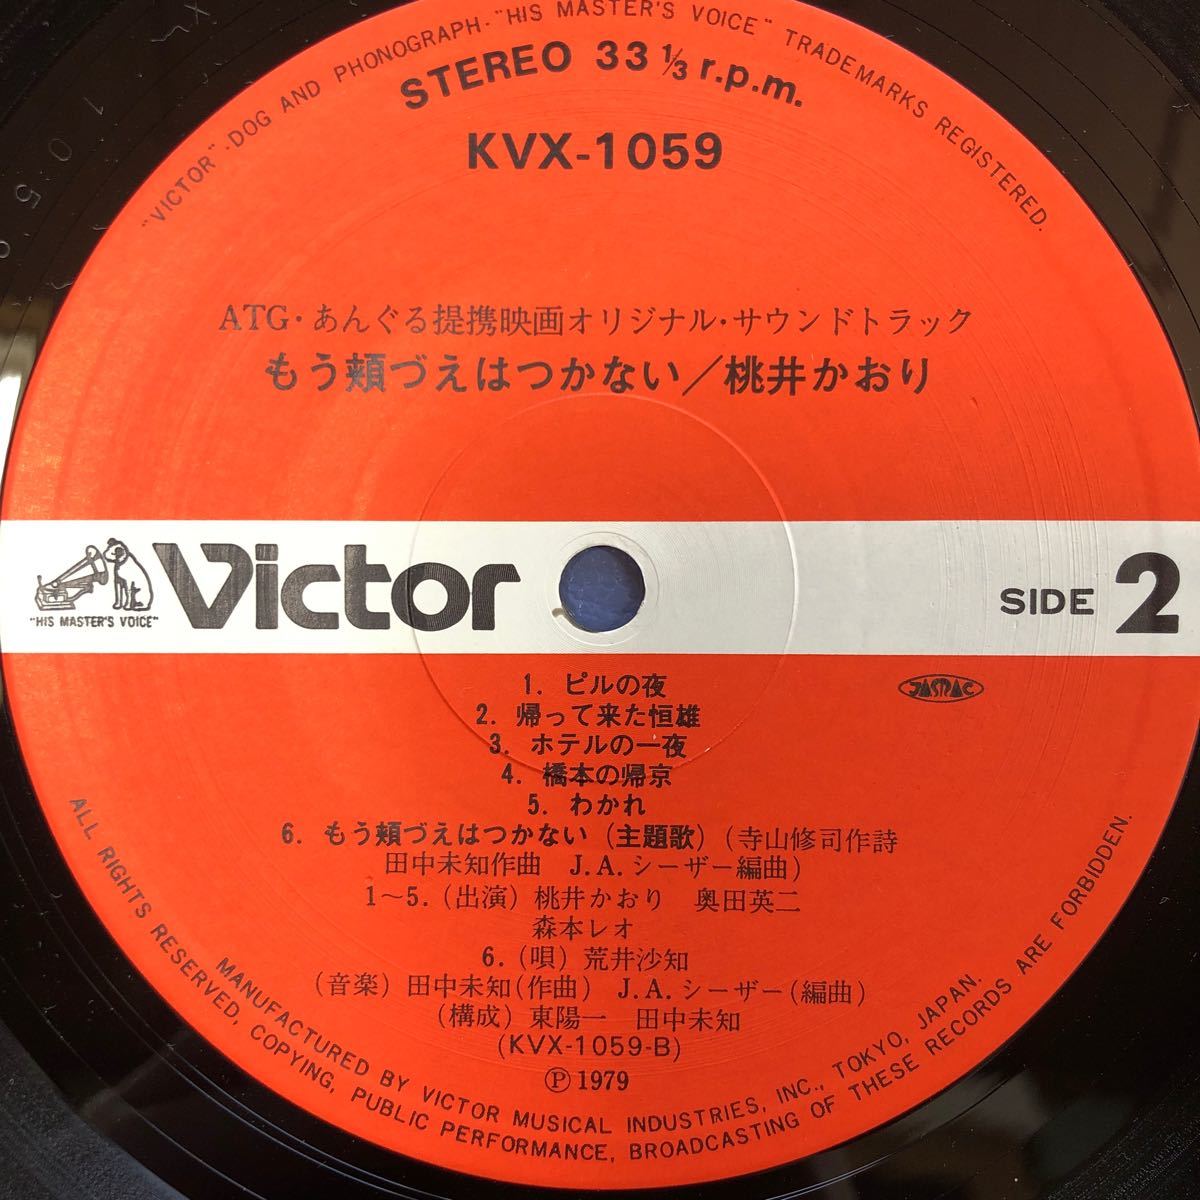 "VICTOR"·DOG AND PHONOGRAPH·"HIS MASTER'S VOICE" TRADEMARKS REGISTERED.
STEREO 33 1/3 r.p.m.
KVX-1059
ATG·あんぐる提携映画オリジナル·サウンドトラック
もう頬づえはつかない／桃井かおり
"HIS MASTER'S VOICE"
Victor
SIDE 2
JASRAC
1. ピルの夜
2. 帰って来た恒雄
3. ホテルの一夜
4. 橋本の帰京
5. わかれ
6. もう頬づえはつかない（主題歌）（寺山修司作詩
田中未知作曲 J.A.シーザー編曲）
1〜5.（出演）桃井かおり 奥田英二
森本レオ
6.（唄）荒井沙知
（音楽）田中未知（作曲） J.A.シーザー（編曲）
（構成）東陽一 田中未知
(KVX-1059-B)
Ⓟ1979
MANUFACTURED BY VICTOR MUSICAL INDUSTRIES, INC., TOKYO, JAPAN.
ALL RIGHTS RESERVED, COPYING, PUBLIC PERFORMANCE, BROADCASTING OF THESE RECORDS ARE FORBIDDEN.